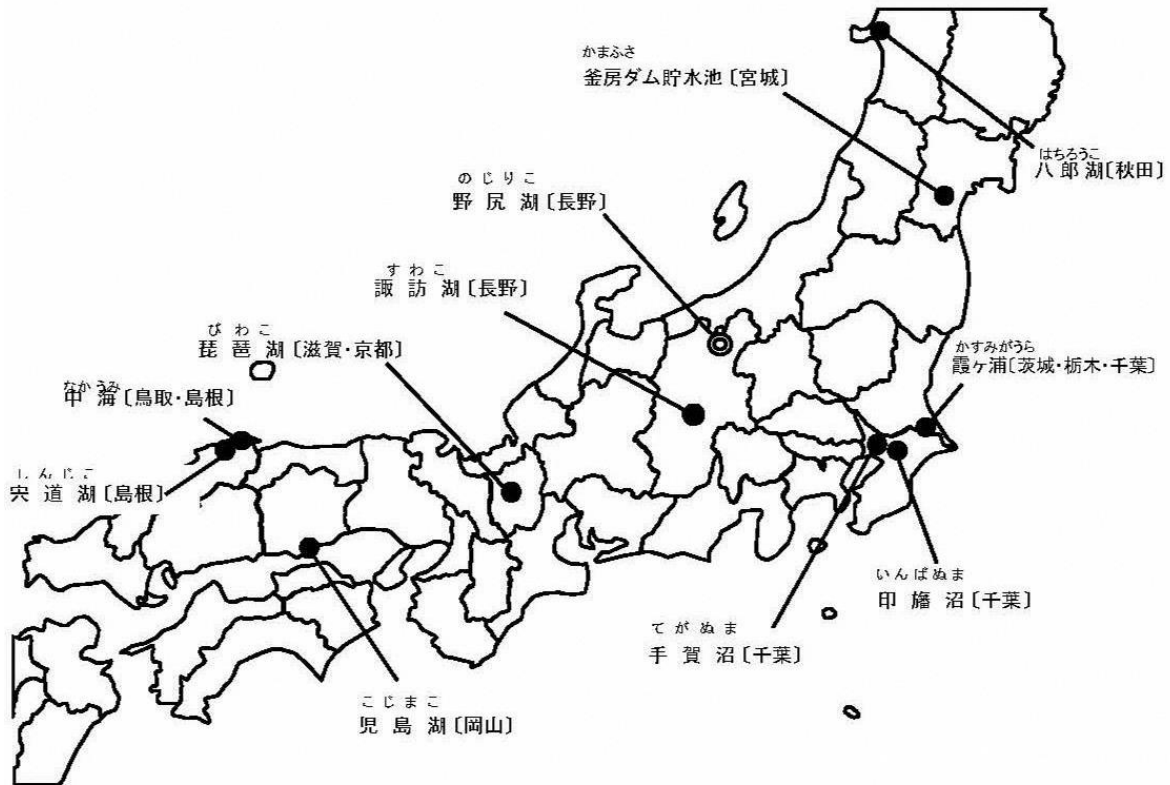 かまふさ
釜房ダム貯水池〔宮城〕
はちろうこ
八郎湖〔秋田〕
のじりこ
野尻湖〔長野〕
すわこ
諏訪湖〔長野〕
びわこ
琵琶湖〔滋賀・京都〕
かすみがうら
霞ヶ浦〔茨城・栃木・千葉〕
なかうみ
中海〔鳥取・島根〕
しんじこ
宍道湖〔島根〕
いんばぬま
印旛沼〔千葉〕
てがぬま
手賀沼〔千葉〕
こじまこ
児島湖〔岡山〕